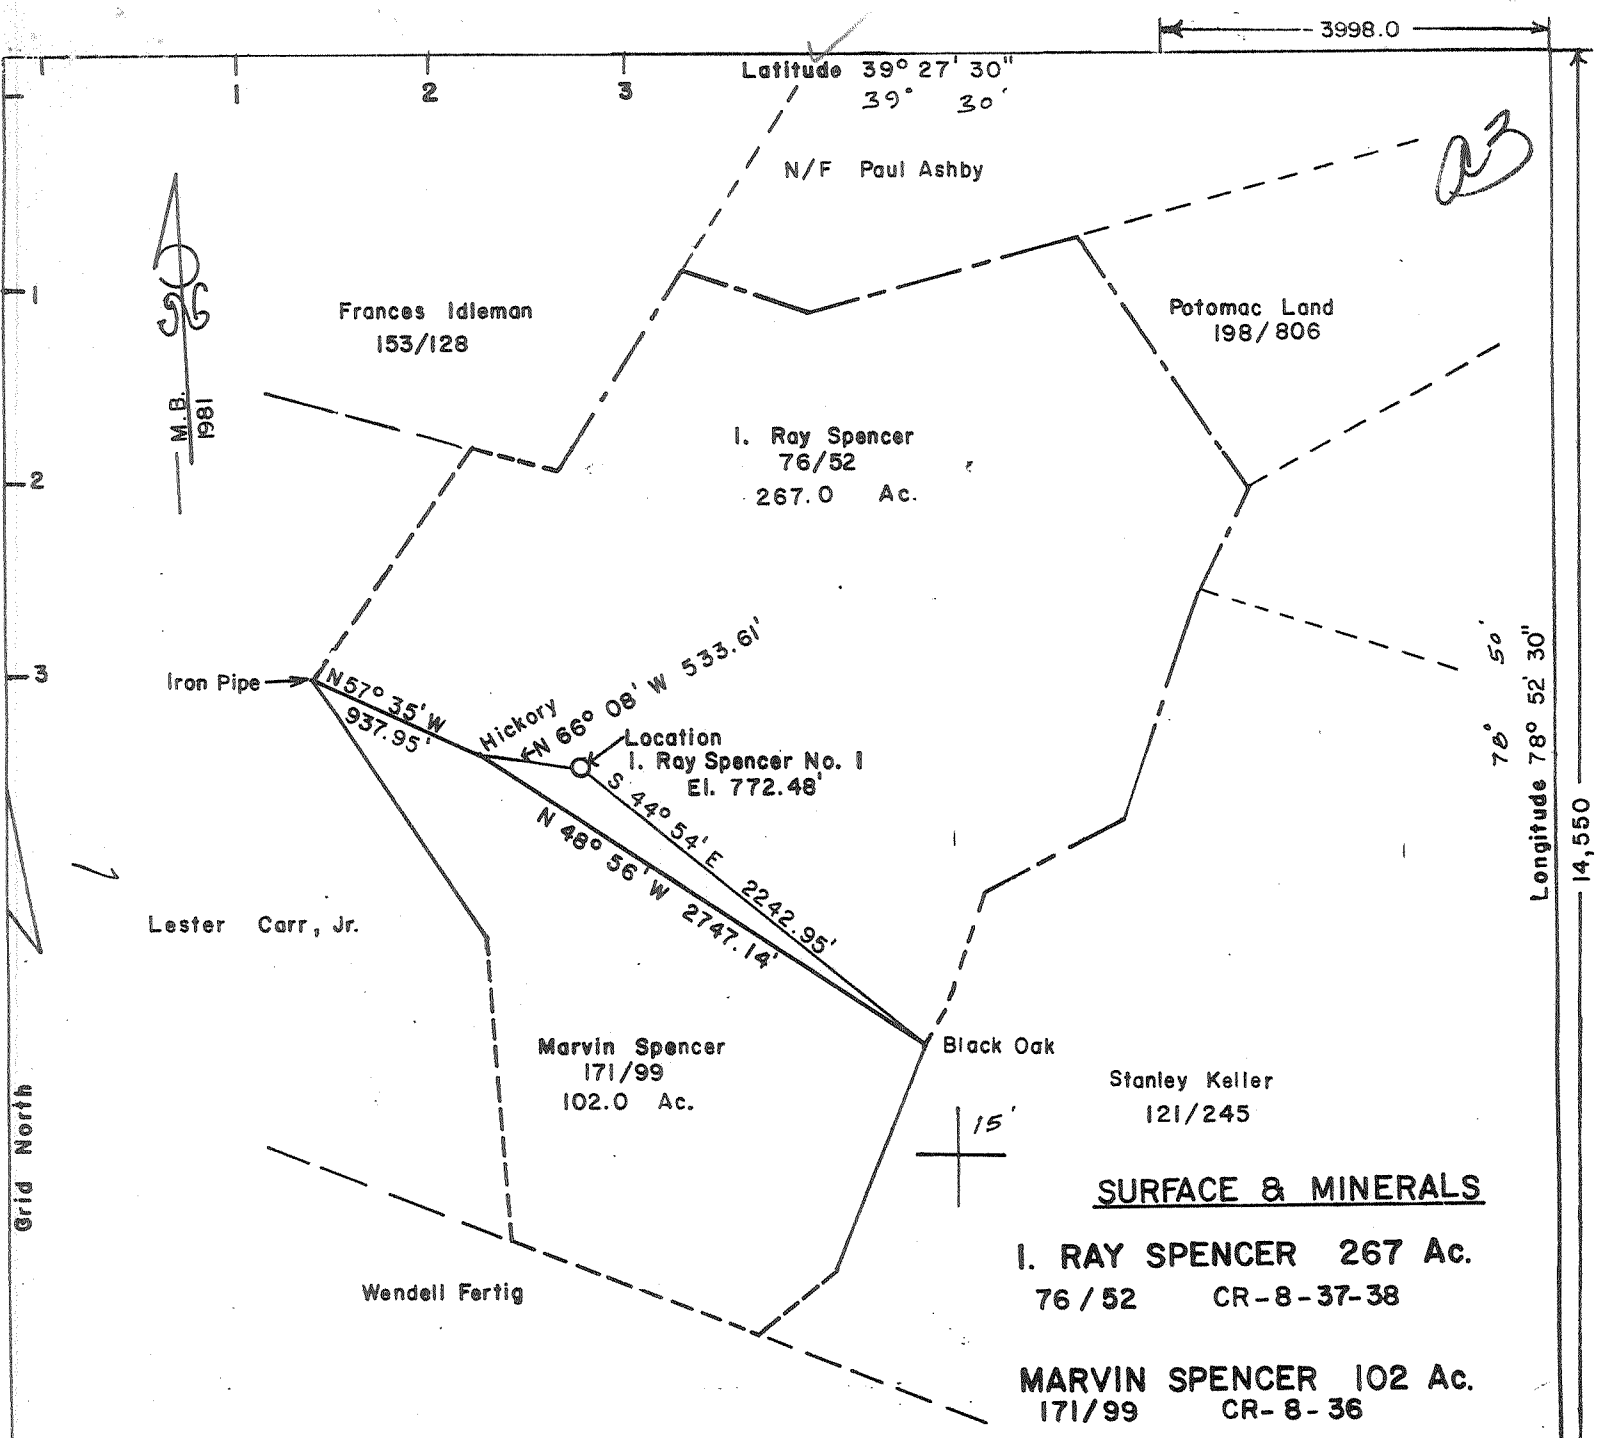 3998.0
Latitude 39° 27' 30"
39° 30'
1 2 3
a3
N/F Paul Ashby
1
Frances Idleman
153/128
Potomac Land
198/806
M.B.
1981
I. Ray Spencer
76/52
267.0 Ac.
2
3
Iron Pipe
N 57° 35' W
937.95'
Hickory
N 66° 08' W 533.61'
Location
I. Ray Spencer No. 1
El. 772.48'
S 44° 54' E 2242.95'
N 48° 56' W 2747.14'
78° 50'
Longitude 78° 52' 30"
14,550
Lester Carr, Jr.
Marvin Spencer
171/99
102.0 Ac.
Black Oak
Stanley Keller
121/245
15'
Grid North
Wendell Fertig
SURFACE & MINERALS
I. RAY SPENCER 267 Ac.
76/52 CR-8-37-38
MARVIN SPENCER 102 Ac.
171/99 CR-8-36